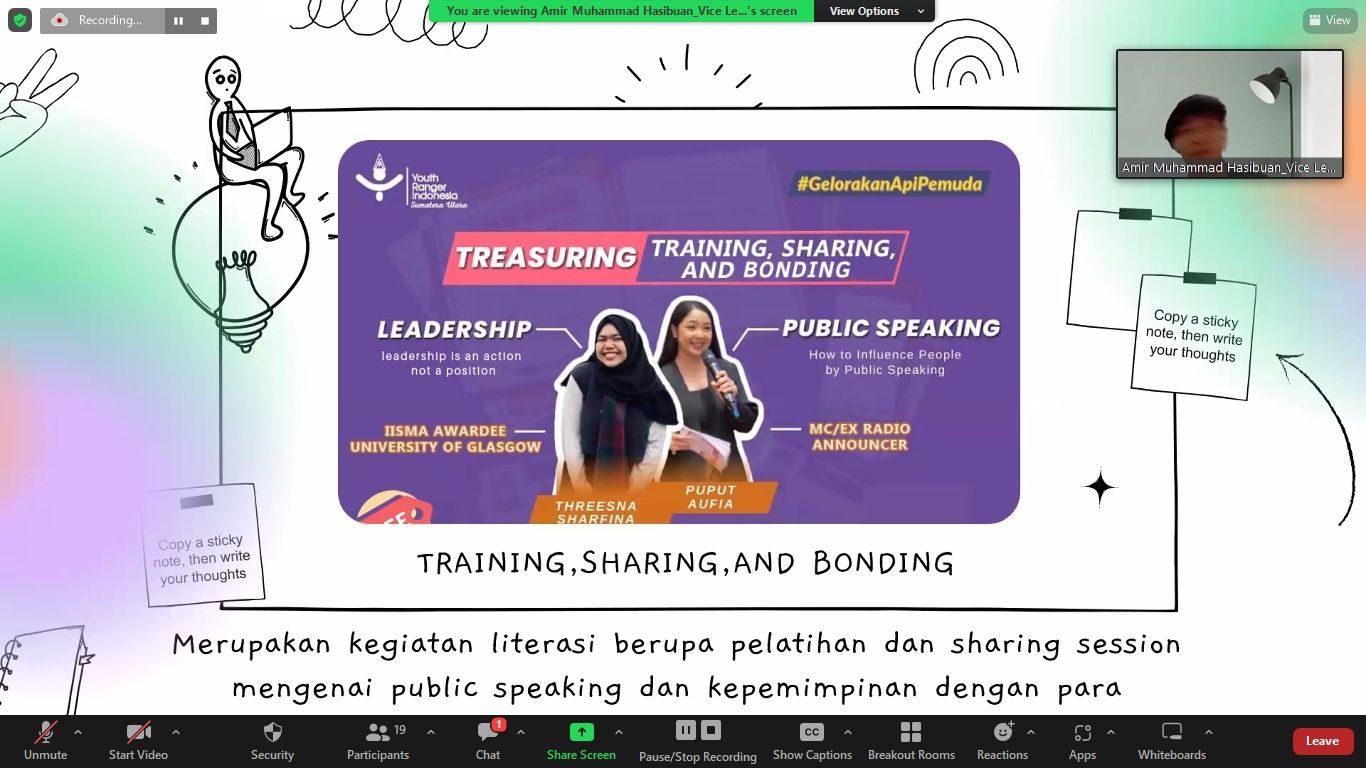 Recording...
You are viewing Amir Muhammad Hasibuan_Vice Le...'s screen
View Options
View
Amir Muhammad Hasibuan_Vice Le...
Youth
Ranger
Indonesia
Sumatera Utara
#GelorakanApiPemuda
TREASURING
TRAINING, SHARING,
AND BONDING
LEADERSHIP
leadership is an action
not a position
PUBLIC SPEAKING
How to Influence People
by Public Speaking
IISMA AWARDEE
UNIVERSITY OF GLASGOW
MC/EX RADIO
ANNOUNCER
THREESNA
SHARFINA
PUPUT
AUFIA
Copy a sticky
note, then write
your thoughts
Copy a sticky
note, then write
your thoughts
TRAINING,SHARING,AND BONDING
Merupakan kegiatan literasi berupa pelatihan dan sharing session
mengenai public speaking dan kepemimpinan dengan para
Unmute
Start Video
Security
Participants
19
Chat
1
Share Screen
Pause/Stop Recording
CC
Show Captions
Breakout Rooms
Reactions
Apps
Whiteboards
Leave